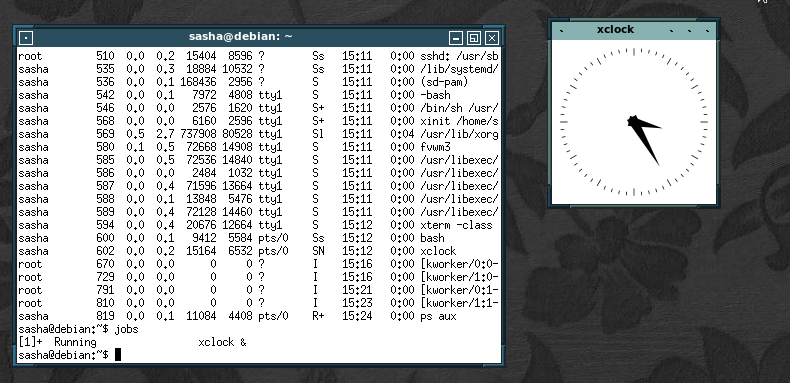 sasha@debian: ~
root 510 0.0 0.2 15404 8596 ? Ss 15:11 0:00 sshd: /usr/sb
sasha 535 0.0 0.3 18884 10532 ? Ss 15:11 0:00 /lib/systemd/
sasha 536 0.0 0.1 168436 2956 ? S 15:11 0:00 (sd-pam)
sasha 542 0.0 0.1 7972 4808 tty1 S 15:11 0:00 -bash
sasha 546 0.0 0.0 2576 1620 tty1 S+ 15:11 0:00 /bin/sh /usr/
sasha 568 0.0 0.0 6160 2596 tty1 S+ 15:11 0:00 xinit /home/s
sasha 569 0.5 2.7 737908 80528 tty1 Sl 15:11 0:04 /usr/lib/xorg
sasha 580 0.1 0.5 72668 14908 tty1 S 15:11 0:00 fvwm3
sasha 585 0.0 0.5 72536 14840 tty1 S 15:11 0:00 /usr/libexec/
sasha 586 0.0 0.0 2484 1032 tty1 S 15:11 0:00 /usr/libexec/
sasha 587 0.0 0.4 71596 13664 tty1 S 15:11 0:00 /usr/libexec/
sasha 588 0.0 0.1 13848 5476 tty1 S 15:11 0:00 /usr/libexec/
sasha 589 0.0 0.4 72128 14460 tty1 S 15:11 0:00 /usr/libexec/
sasha 594 0.0 0.4 20676 12664 tty1 S 15:12 0:00 xterm -class
sasha 600 0.0 0.1 9412 5584 pts/0 Ss 15:12 0:00 bash
sasha 602 0.0 0.2 15164 6532 pts/0 SN 15:12 0:00 xclock
root 670 0.0 0.0 0 0 ? I 15:16 0:00 [kworker/0:0-
root 729 0.0 0.0 0 0 ? I 15:16 0:00 [kworker/1:0-
root 791 0.0 0.0 0 0 ? I 15:21 0:00 [kworker/0:1-
root 810 0.0 0.0 0 0 ? I 15:23 0:00 [kworker/1:1-
sasha 819 0.0 0.1 11084 4408 pts/0 R+ 15:24 0:00 ps aux
sasha@debian:~$ jobs
[1]+ Running xclock &
sasha@debian:~$
xclock